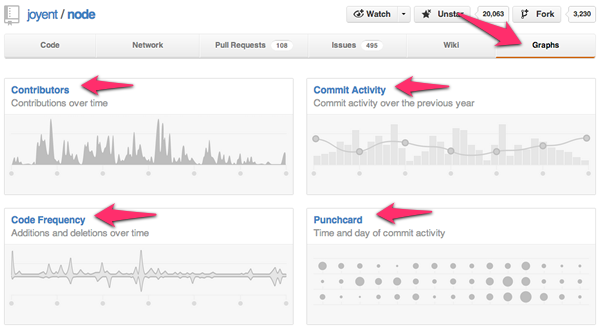 joyent / node
Watch
Unstar
20,063
Fork
3,230
Code
Network
Pull Requests 108
Issues 495
Wiki
Graphs
Contributors
Contributions over time
Commit Activity
Commit activity over the previous year
Code Frequency
Additions and deletions over time
Punchcard
Time and day of commit activity